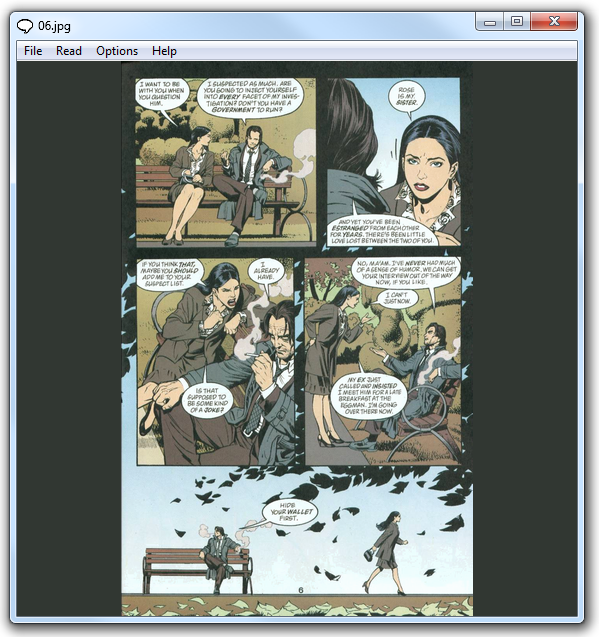 06.jpg
File Read Options Help
I WANT TO BE
WITH YOU WHEN
YOU QUESTION
HIM.
I SUSPECTED AS MUCH. ARE
YOU GOING TO INJECT YOURSELF
INTO EVERY FACET OF MY INVES-
TIGATION? DON'T YOU HAVE A
GOVERNMENT TO RUN?
ROSE
IS MY
SISTER.
AND YET YOU'VE BEEN
ESTRANGED FROM EACH OTHER
FOR YEARS. THERE'S BEEN LITTLE
LOVE LOST BETWEEN THE TWO OF YOU.
IF YOU THINK THAT,
MAYBE YOU SHOULD
ADD ME TO YOUR
SUSPECT LIST.
I
ALREADY
HAVE.
IS THAT
SUPPOSED TO
BE SOME KIND
OF A JOKE?
NO, MA'AM. I'VE NEVER HAD MUCH
OF A SENSE OF HUMOR. WE CAN GET
YOUR INTERVIEW OUT OF THE WAY
NOW, IF YOU LIKE.
I CAN'T
JUST NOW.
MY EX JUST
CALLED AND INSISTED
I MEET HIM FOR A LATE
BREAKFAST AT THE
EGGMAN. I'M GOING
OVER THERE NOW.
HIDE
YOUR WALLET
FIRST.
6